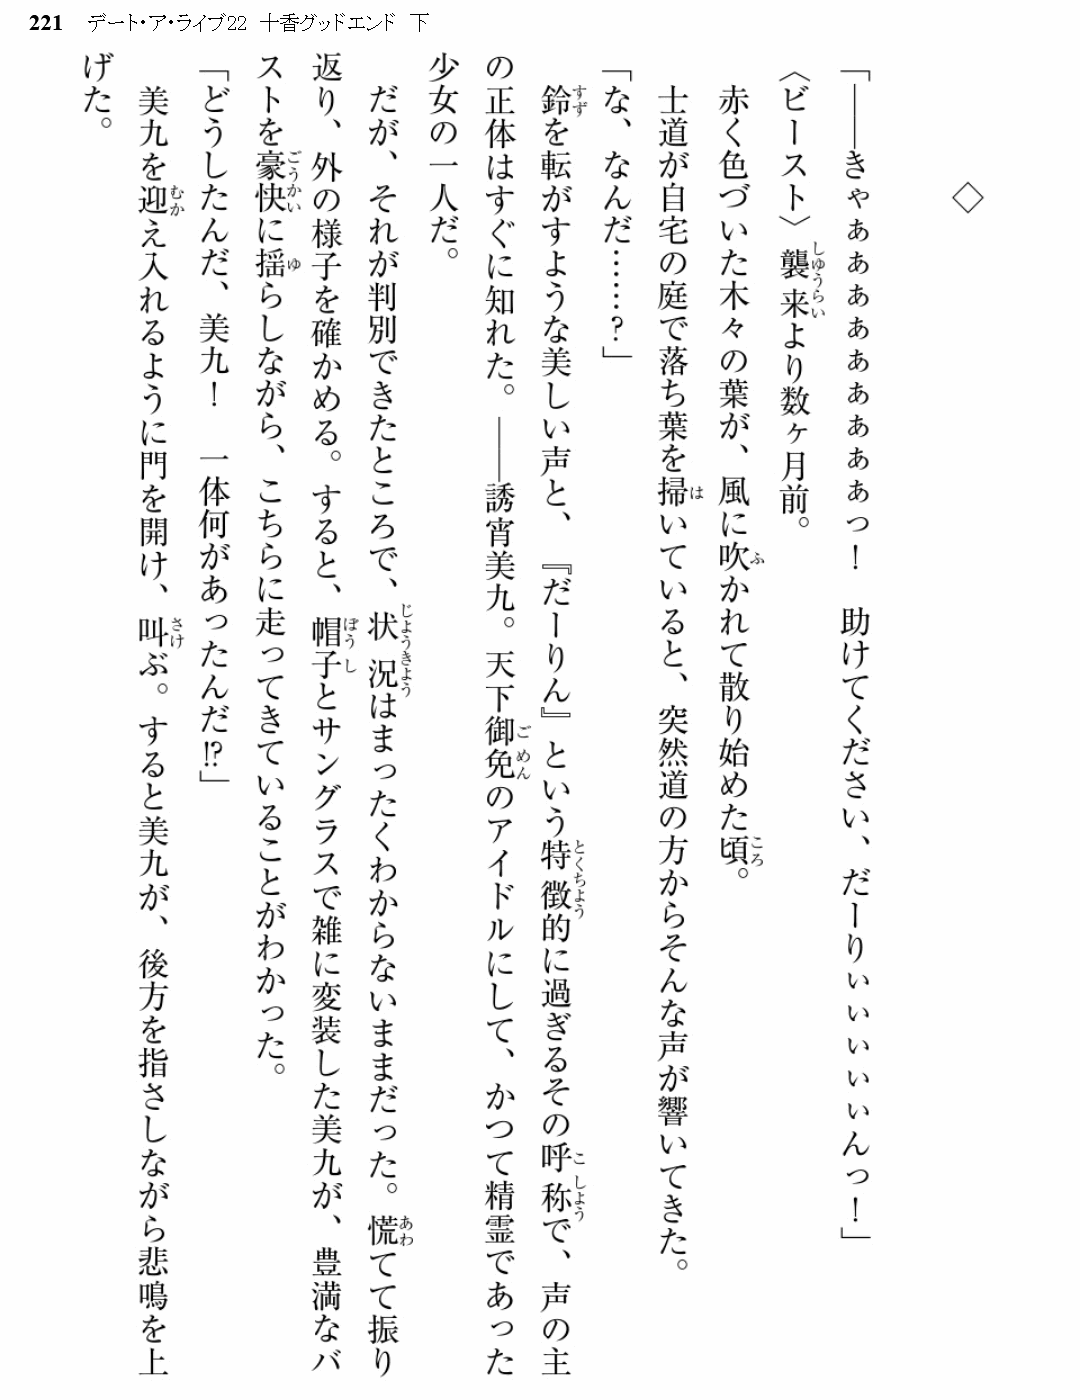 221 デート・ア・ライブ22 十香グッドエンド 下
◇
「――きゃぁぁぁぁぁぁぁぁぁっ！　助けてください、だーりぃぃぃぃぃんっ！」
〈ビースト〉襲来より数ヶ月前。
赤く色づいた木々の葉が、風に吹かれて散り始めた頃。
士道が自宅の庭で落ち葉を掃いていると、突然道の方からそんな声が響いてきた。
「な、なんだ……？」
鈴を転がすような美しい声と、『だーりん』という特徴的に過ぎるその呼称で、声の主
の正体はすぐに知れた。――誘宵美九。天下御免のアイドルにして、かつて精霊であった
少女の一人だ。
だが、それが判別できたところで、状況はまったくわからないままだった。慌てて振り
返り、外の様子を確かめる。すると、帽子とサングラスで雑に変装した美九が、豊満なバ
ストを豪快に揺らしながら、こちらに走ってきていることがわかった。
「どうしたんだ、美九！　一体何があったんだ!?」
美九を迎え入れるように門を開け、叫ぶ。すると美九が、後方を指さしながら悲鳴を上
げた。